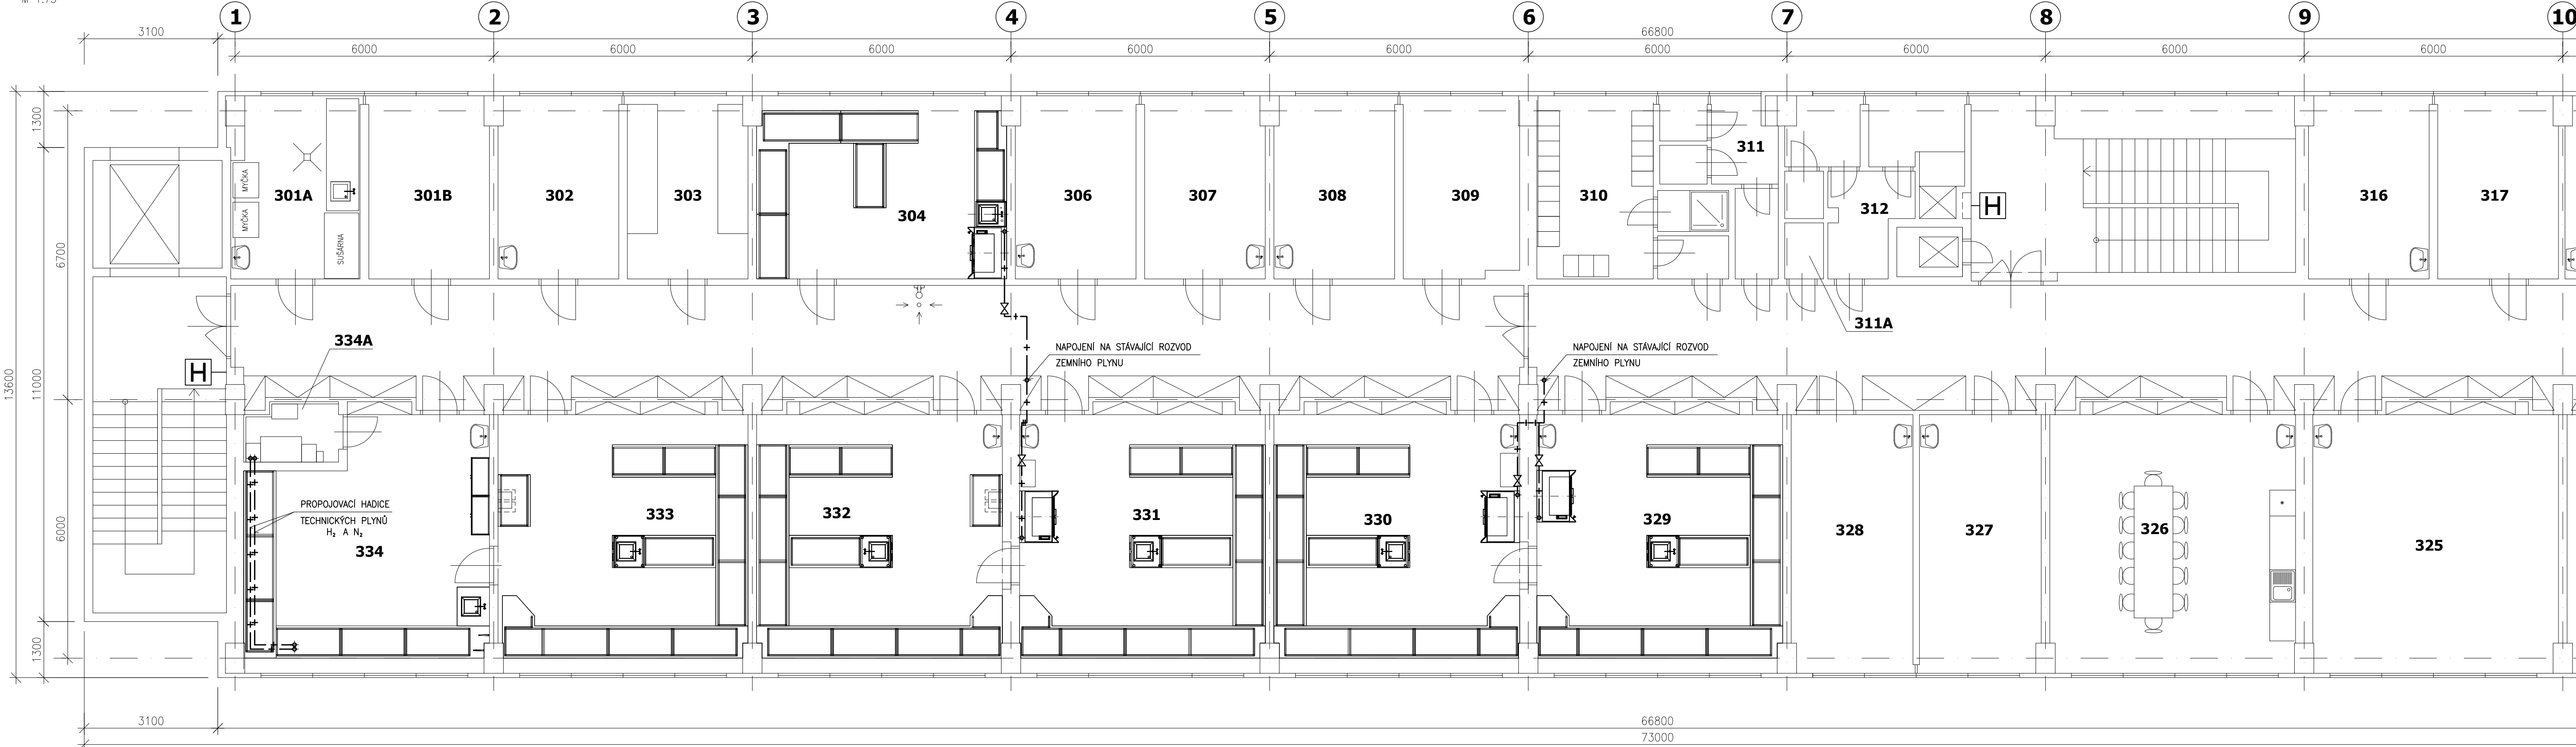 M 1:75
1 2 3 4 5 6 7 8 9 10
3100 66800
6000 6000 6000 6000 6000 6000 6000 6000 6000
1300
6700
13600
11000
6000
1300
MYČKA
MYČKA
SUŠÁRNA
301A
301B
302
303
304
306
307
308
309
310
311
312
H
316
317
311A
334A
H
NAPOJENÍ NA STÁVAJÍCÍ ROZVOD
ZEMNÍHO PLYNU
NAPOJENÍ NA STÁVAJÍCÍ ROZVOD
ZEMNÍHO PLYNU
PROPOJOVACÍ HADICE
TECHNICKÝCH PLYNŮ
H₂ A N₂
334
333
332
331
330
329
328
327
326
*
325
3100 66800
73000